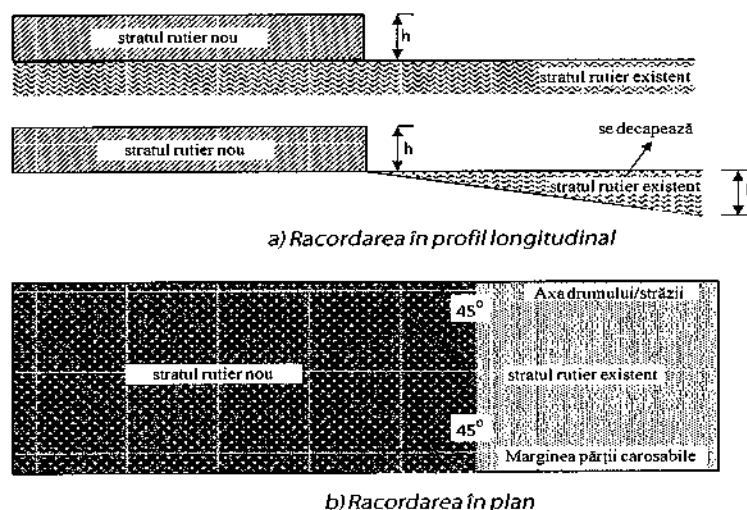 stratul rutier nou
h
stratul rutier existent
se decapează
stratul rutier nou
h
stratul rutier existent
a) Racordarea în profil longitudinal
Axa drumului/străzii
45°
stratul rutier nou
stratul rutier existent
45°
Marginea părții carosabile
b) Racordarea în plan